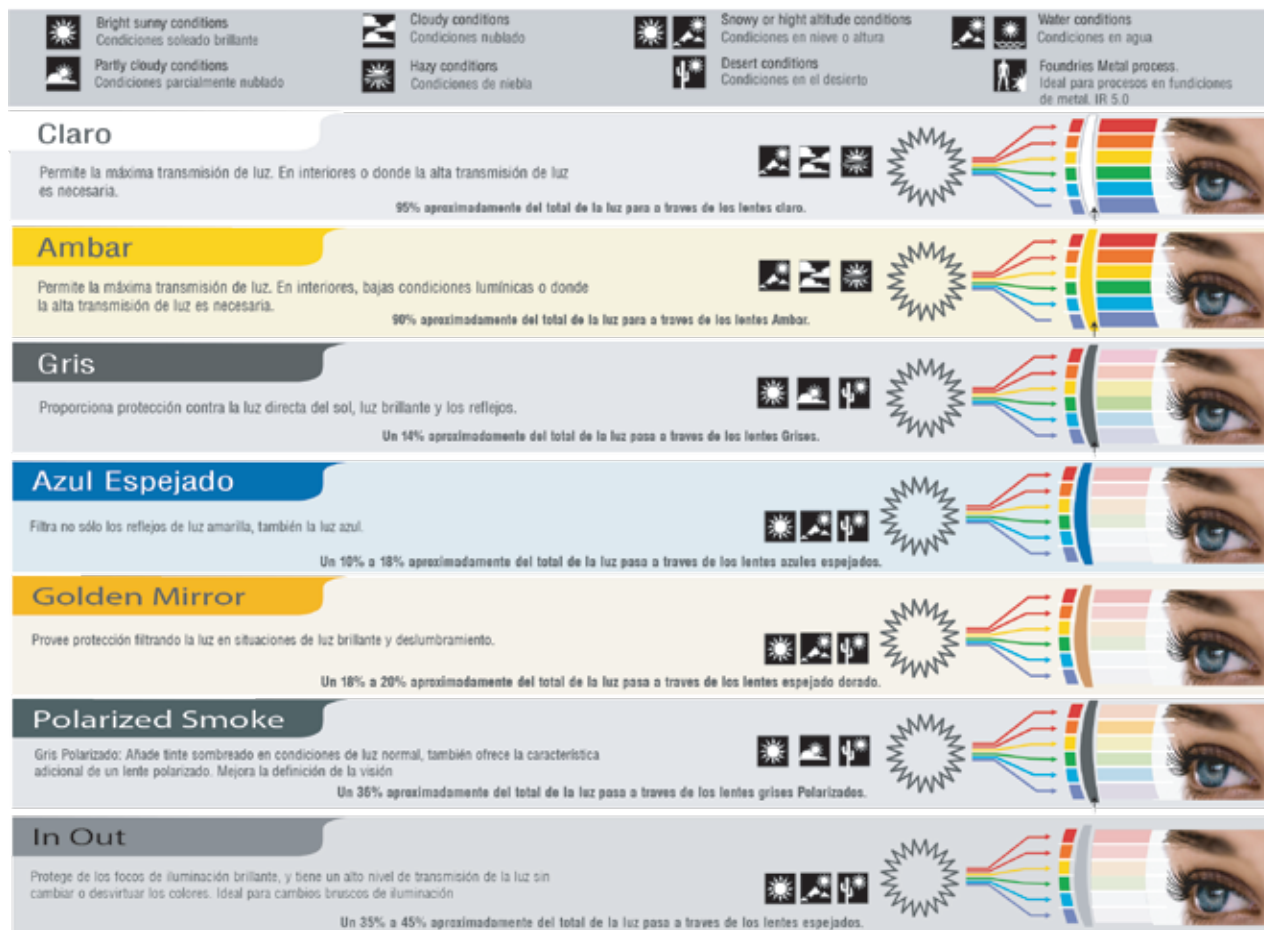 Bright sunny conditions
Condiciones soleado brillante
Partly cloudy conditions
Condiciones parcialmente nublado
Cloudy conditions
Condiciones nublado
Hazy conditions
Condiciones de niebla
Snowy or hight altitude conditions
Condiciones en nieve o altura
Desert conditions
Condiciones en el desierto
Water conditions
Condiciones en agua
Foundries Metal process.
Ideal para procesos en fundiciones
de metal. IR 5.0
Claro
Permite la máxima transmisión de luz. En interiores o donde la alta transmisión de luz
es necesaria.
95% aproximadamente del total de la luz para a traves de los lentes claro.
Ambar
Permite la máxima transmisión de luz. En interiores, bajas condiciones lumínicas o donde
la alta transmisión de luz es necesaria.
90% aproximadamente del total de la luz para a traves de los lentes Ambar.
Gris
Proporciona protección contra la luz directa del sol, luz brillante y los reflejos.
Un 14% aproximadamente del total de la luz pasa a traves de los lentes Grises.
Azul Espejado
Filtra no sólo los reflejos de luz amarilla, también la luz azul.
Un 10% a 18% aproximadamente del total de la luz pasa a traves de los lentes azules espejados.
Golden Mirror
Provee protección filtrando la luz en situaciones de luz brillante y deslumbramiento.
Un 18% a 20% aproximadamente del total de la luz pasa a traves de los lentes espejado dorado.
Polarized Smoke
Gris Polarizado: Añade tinte sombreado en condiciones de luz normal, también ofrece la característica
adicional de un lente polarizado. Mejora la definición de la visión
Un 36% aproximadamente del total de la luz pasa a traves de los lentes grises Polarizados.
In Out
Protege de los focos de iluminación brillante, y tiene un alto nivel de transmisión de la luz sin
cambiar o desvirtuar los colores. Ideal para cambios bruscos de iluminación
Un 35% a 45% aproximadamente del total de la luz pasa a traves de los lentes espejados.